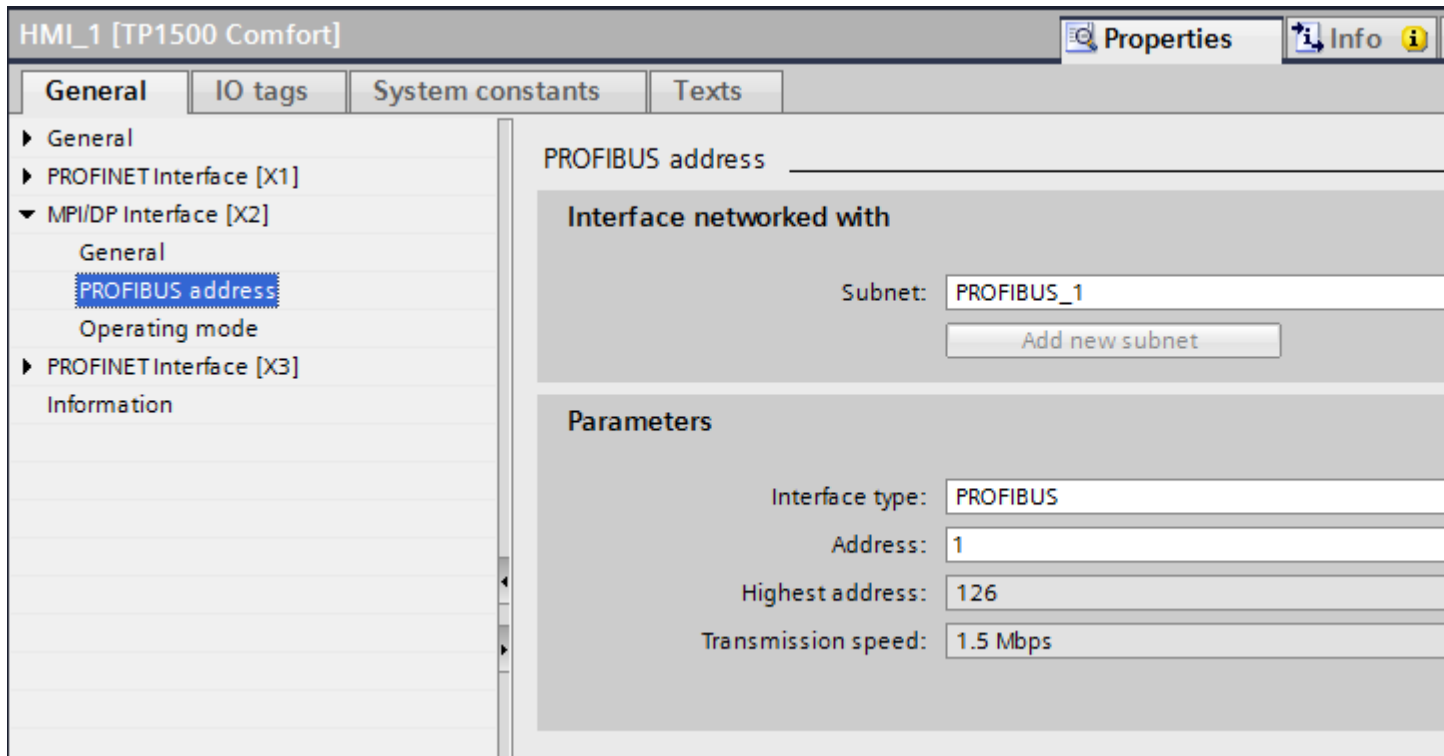 HMI_1 [TP1500 Comfort]
Properties
Info
General
IO tags
System constants
Texts
General
PROFINET Interface [X1]
MPI/DP Interface [X2]
General
PROFIBUS address
Operating mode
PROFINET Interface [X3]
Information
PROFIBUS address
Interface networked with
Subnet: PROFIBUS_1
Add new subnet
Parameters
Interface type: PROFIBUS
Address: 1
Highest address: 126
Transmission speed: 1.5 Mbps